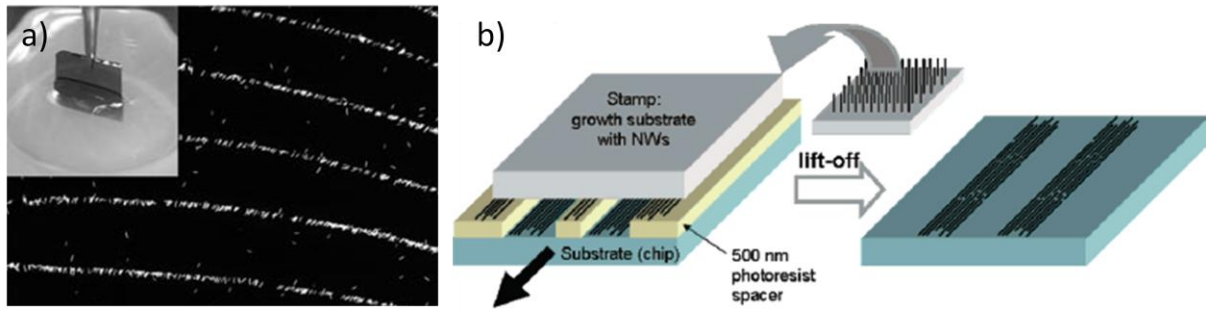 a)
b)
Stamp:
growth substrate
with NWs
lift-off
Substrate (chip)
500 nm
photoresist
spacer